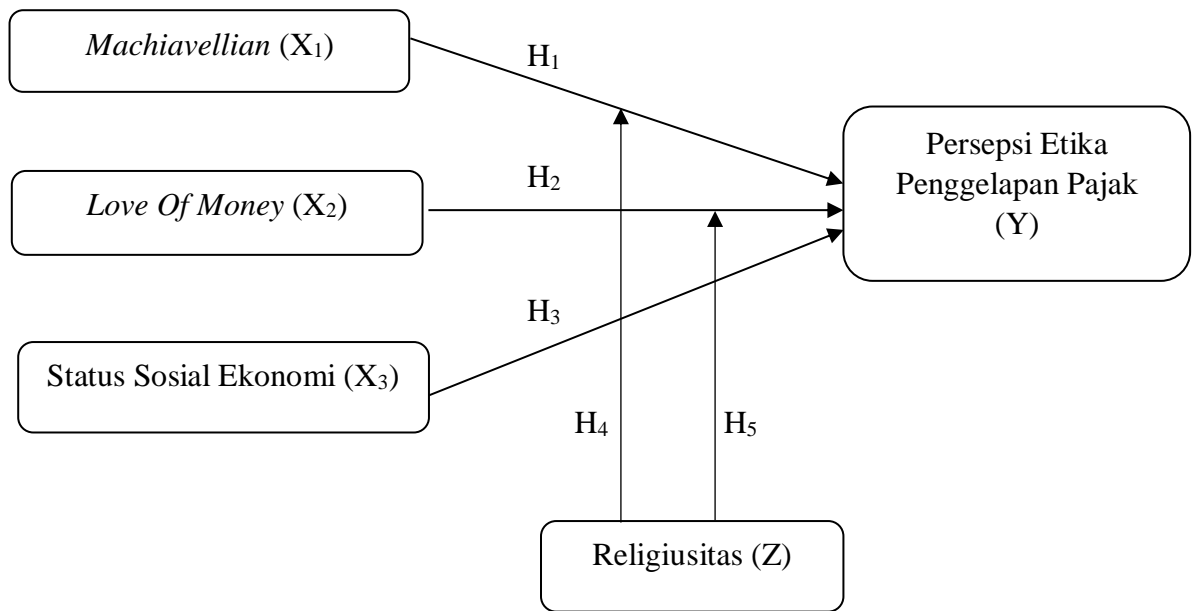 Machiavellian (X₁)
H₁
Persepsi Etika
Penggelapan Pajak
(Y)
Love Of Money (X₂)
H₂
H₃
Status Sosial Ekonomi (X₃)
H₄
H₅
Religiusitas (Z)